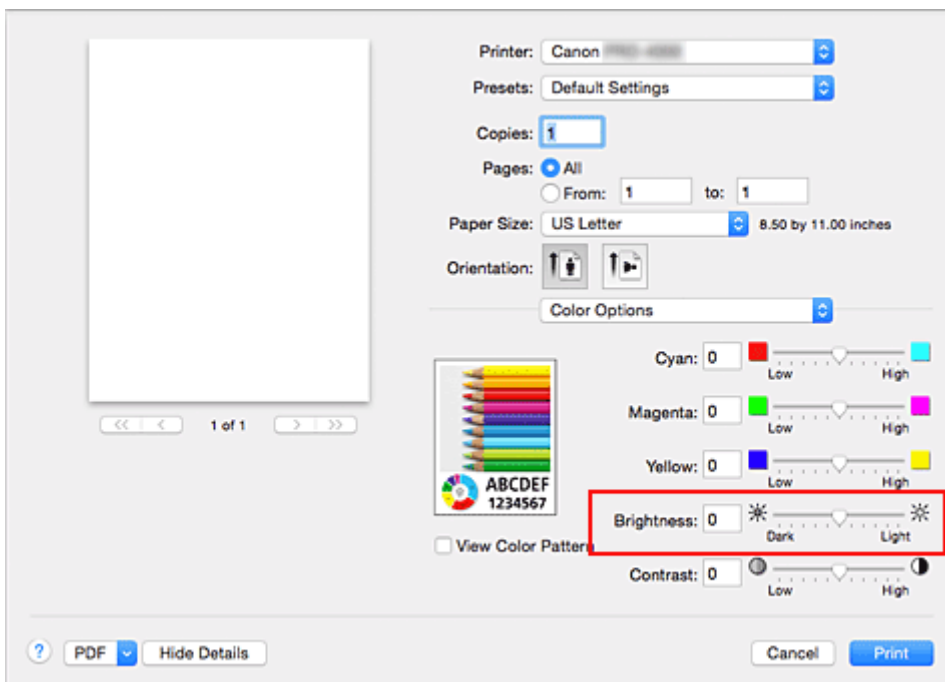 Printer: Canon
Presets: Default Settings
Copies: 1
Pages: All
From: 1 to: 1
Paper Size: US Letter 8.50 by 11.00 inches
Orientation:
Color Options
Cyan: 0
Low High
Magenta: 0
Low High
Yellow: 0
Low High
Brightness: 0
Dark Light
Contrast: 0
Low High
1 of 1
ABCDEF
1234567
View Color Pattern
? PDF Hide Details Cancel Print